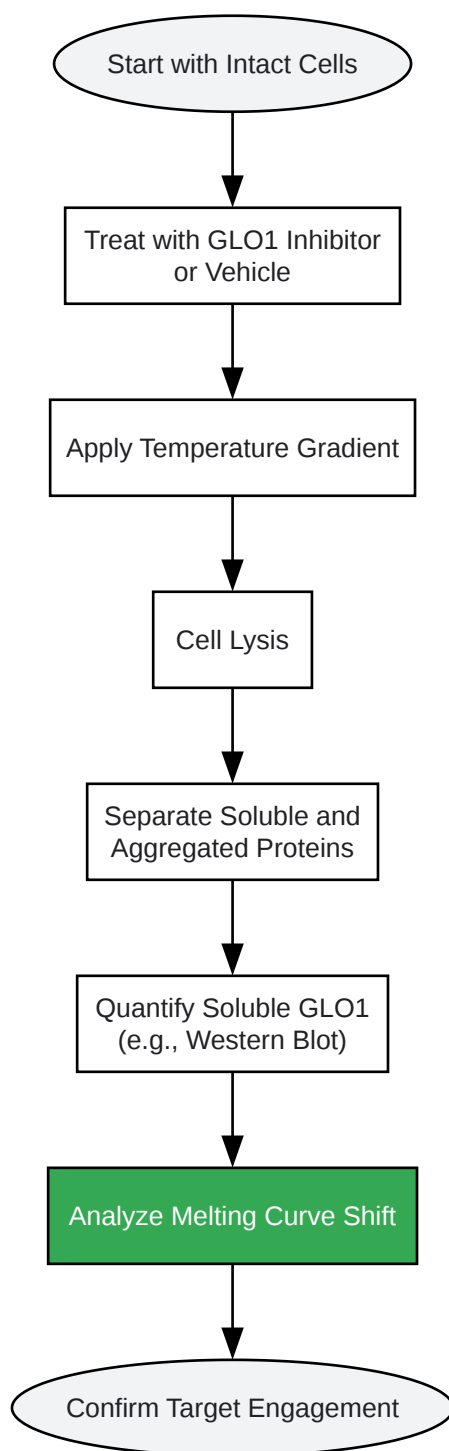 Start with Intact Cells
Treat with GLO1 Inhibitor
or Vehicle
Apply Temperature Gradient
Cell Lysis
Separate Soluble and
Aggregated Proteins
Quantify Soluble GLO1
(e.g., Western Blot)
Analyze Melting Curve Shift
Confirm Target Engagement